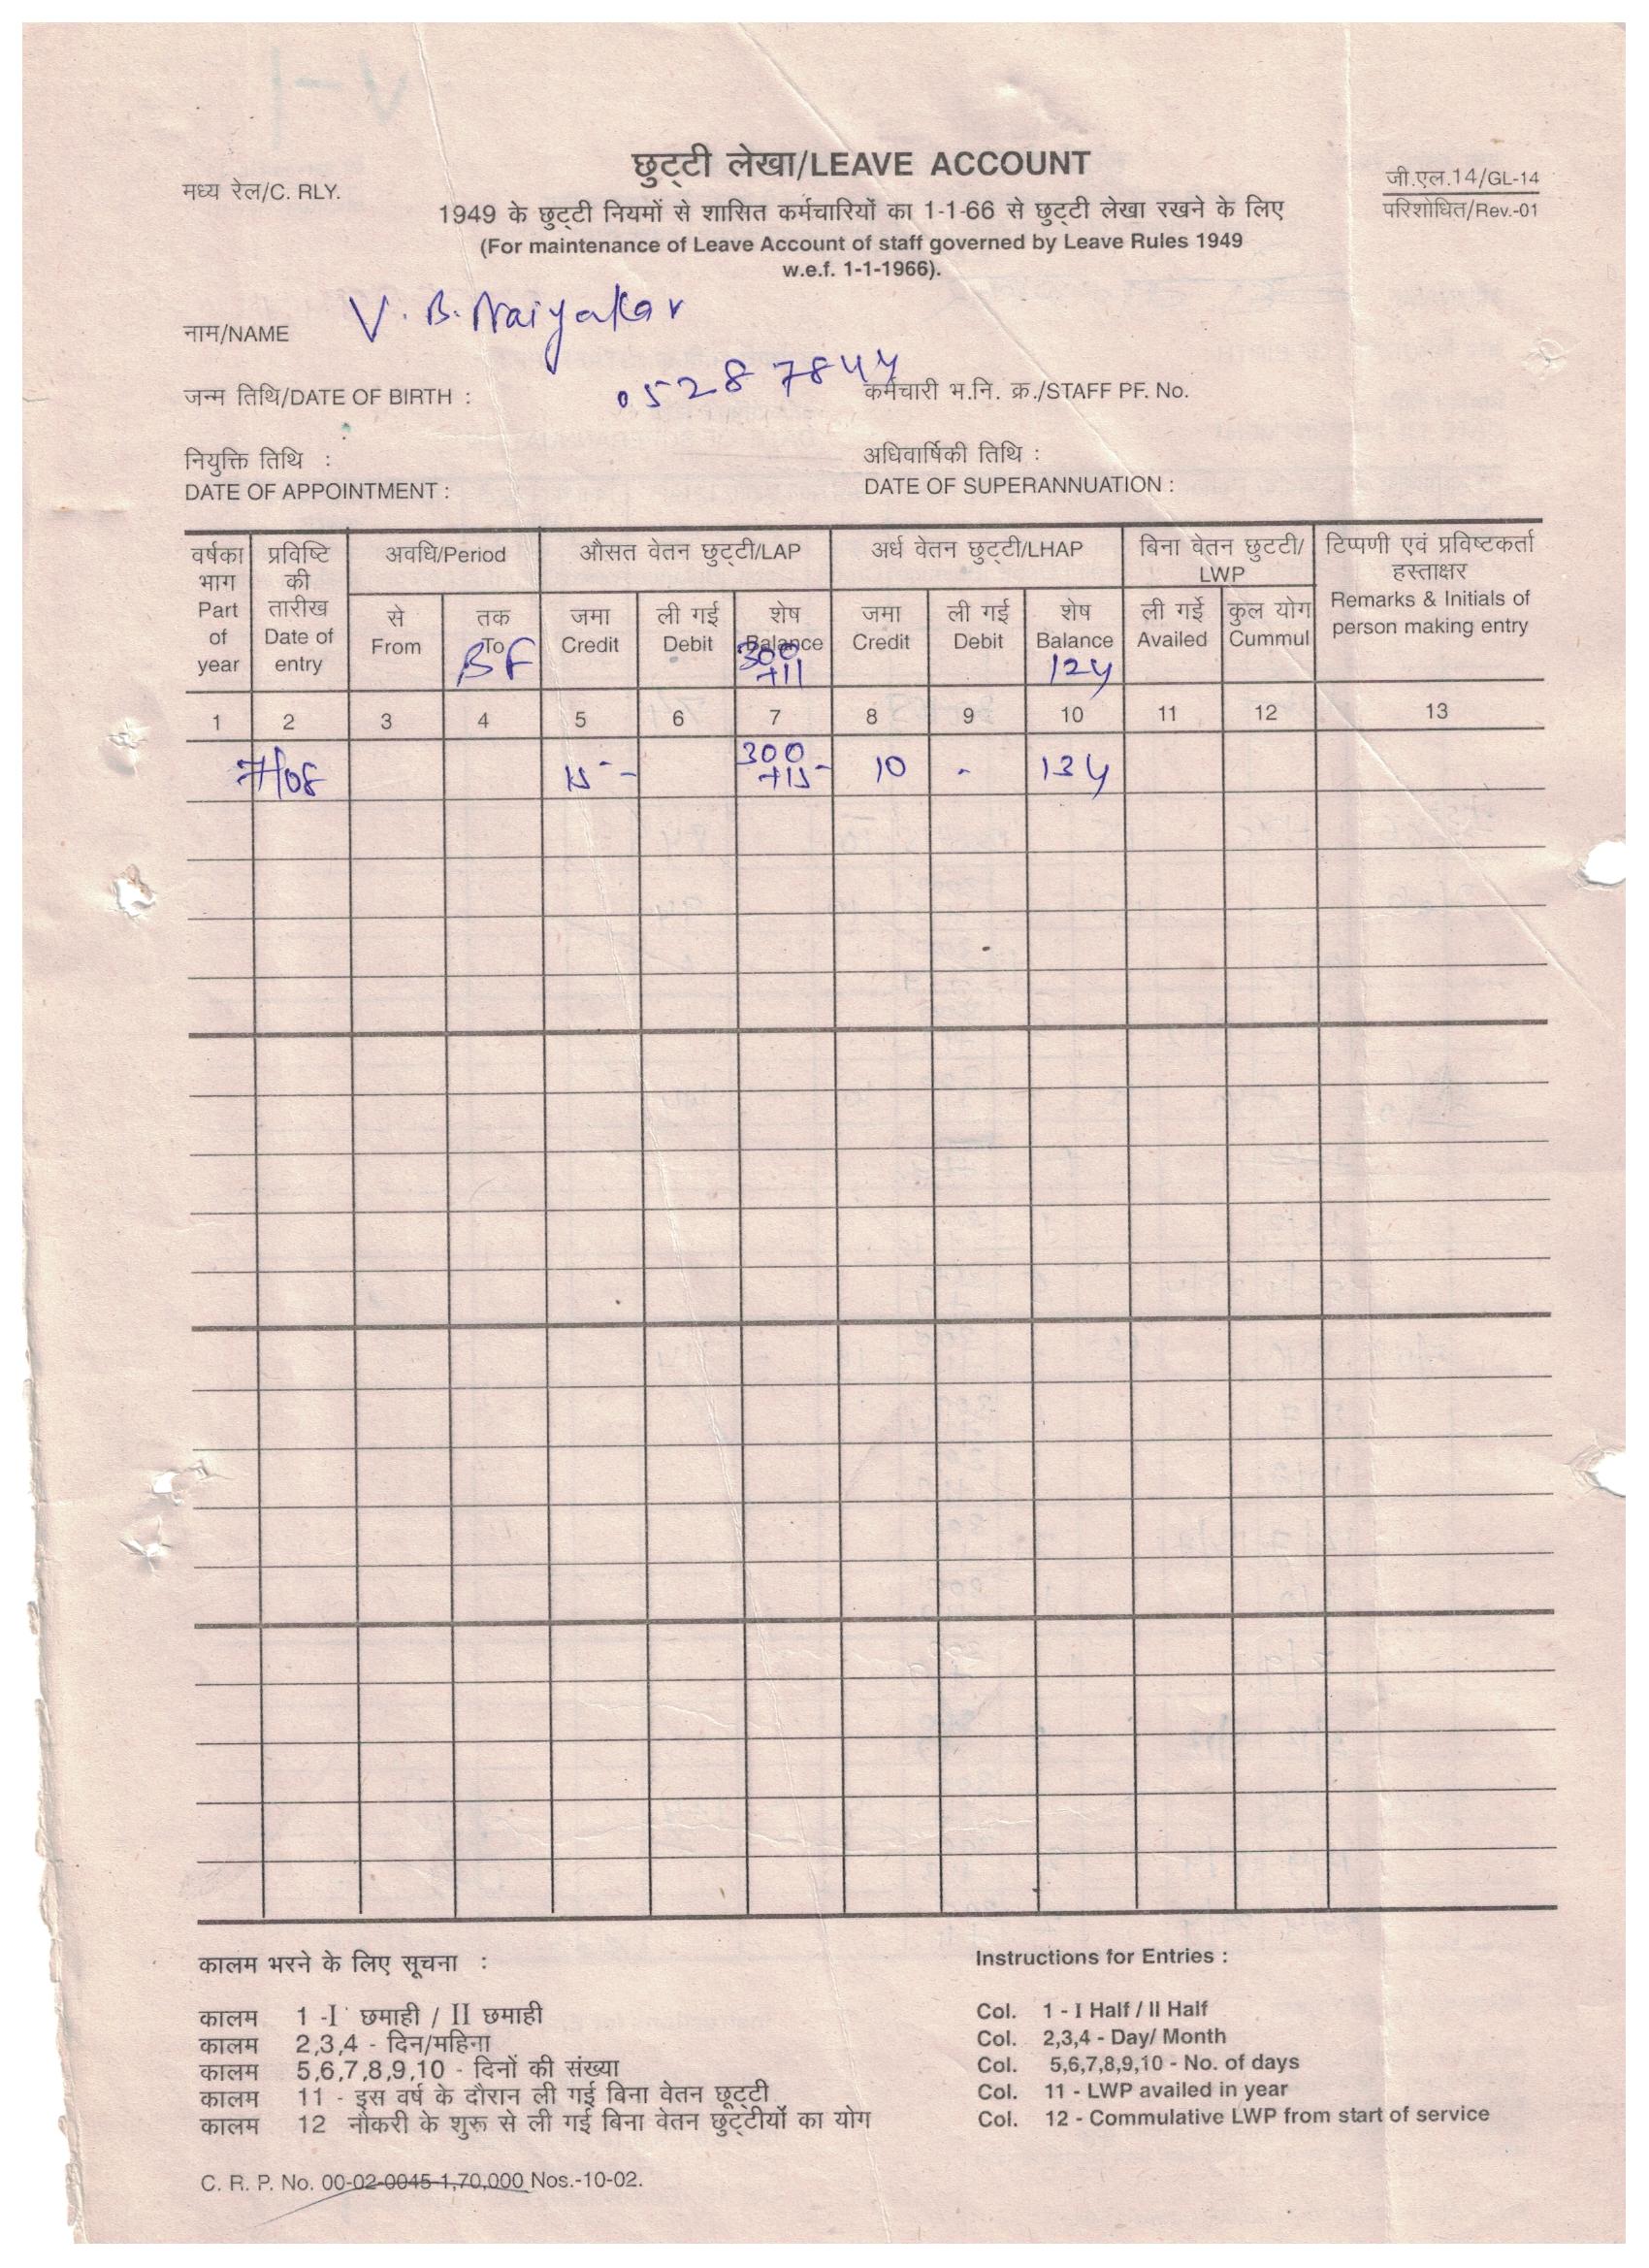 छुट्टी लेखा/LEAVE ACCOUNT
मध्य रेल/C. RLY.
जी.एल.14/GL-14
परिशोधित/Rev.-01
1949 के छुट्टी नियमों से शासित कर्मचारियों का 1-1-66 से छुट्टी लेखा रखने के लिए
(For maintenance of Leave Account of staff governed by Leave Rules 1949
w.e.f. 1-1-1966).
नाम/NAME V. B. Naiyakar
जन्म तिथि/DATE OF BIRTH : 05287844 कर्मचारी भ.नि. क्र./STAFF PF. No.
नियुक्ति तिथि : अधिवार्षिकी तिथि :
DATE OF APPOINTMENT : DATE OF SUPERANNUATION :
वर्षका भाग Part of year
प्रविष्टि की तारीख Date of entry
अवधि/Period
से From
तक To BF
औसत वेतन छुट्टी/LAP
जमा Credit
ली गई Debit
शेष Balance 300 +11
अर्ध वेतन छुट्टी/LHAP
जमा Credit
ली गई Debit
शेष Balance 124
बिना वेतन छुटटी/ LWP
ली गई Availed
कुल योग Cummul
टिप्पणी एवं प्रविष्टकर्ता हस्ताक्षर Remarks & Initials of person making entry
1 2 3 4 5 6 7 8 9 10 11 12 13
7/08 15 - 300 +15 10 - 134
कालम भरने के लिए सूचना :
कालम 1 -I छमाही / II छमाही
कालम 2,3,4 - दिन/महिना
कालम 5,6,7,8,9,10 - दिनों की संख्या
कालम 11 - इस वर्ष के दौरान ली गई बिना वेतन छूट्टी
कालम 12 नोकरी के शुरू से ली गई बिना वेतन छुट्टीयों का योग
Instructions for Entries :
Col. 1 - I Half / II Half
Col. 2,3,4 - Day/ Month
Col. 5,6,7,8,9,10 - No. of days
Col. 11 - LWP availed in year
Col. 12 - Commulative LWP from start of service
C. R. P. No. 00-02-0045-1,70,000 Nos.-10-02.